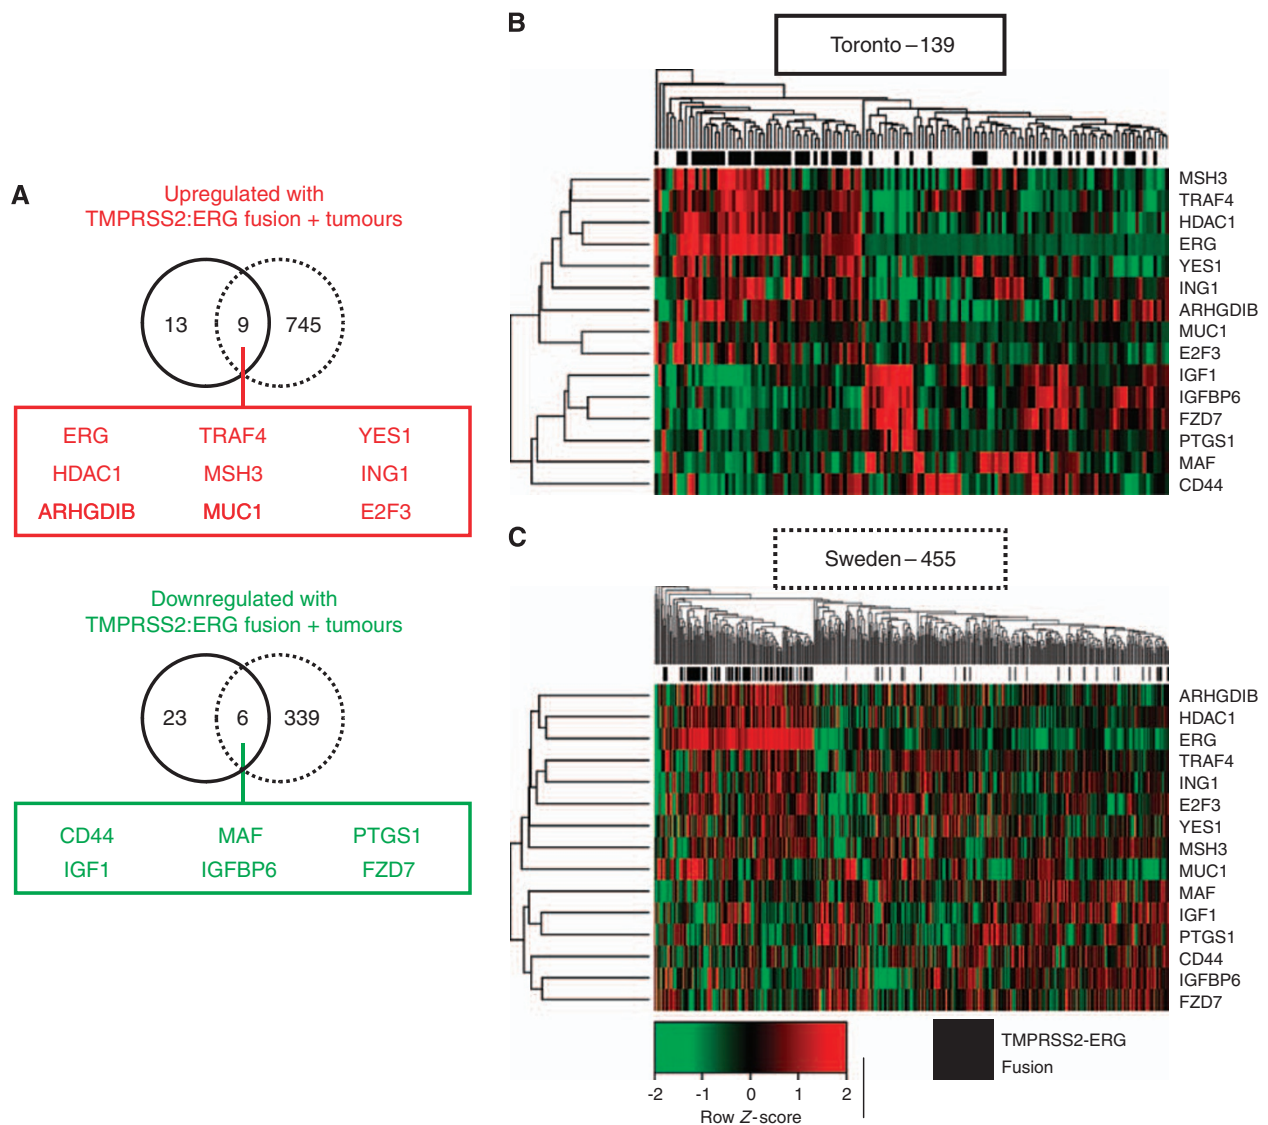 A
Upregulated with
TMPRSS2:ERG fusion + tumours
13 9 745
ERG TRAF4 YES1
HDAC1 MSH3 ING1
ARHGDIB MUC1 E2F3
Downregulated with
TMPRSS2:ERG fusion + tumours
23 6 339
CD44 MAF PTGS1
IGF1 IGFBP6 FZD7
B
Toronto – 139
MSH3
TRAF4
HDAC1
ERG
YES1
ING1
ARHGDIB
MUC1
E2F3
IGF1
IGFBP6
FZD7
PTGS1
MAF
CD44
C
Sweden – 455
ARHGDIB
HDAC1
ERG
TRAF4
ING1
E2F3
YES1
MSH3
MUC1
MAF
IGF1
PTGS1
CD44
IGFBP6
FZD7
-2 -1 0 1 2
Row Z-score
TMPRSS2-ERG
Fusion